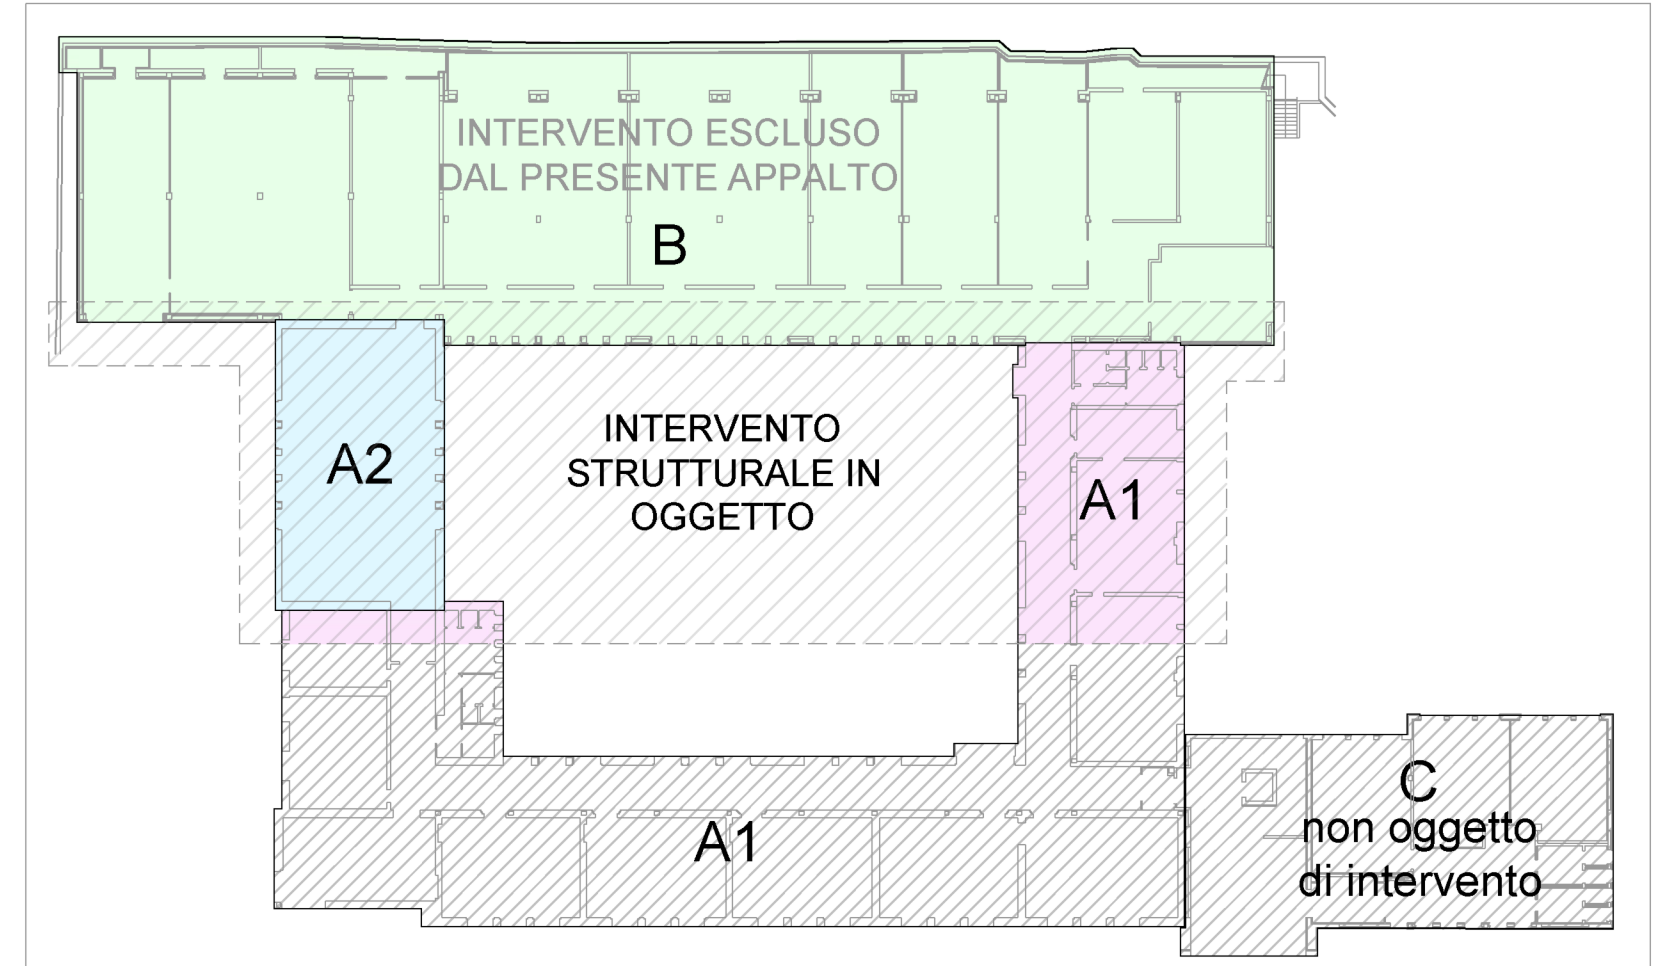 INTERVENTO ESCLUSO
DAL PRESENTE APPALTO
B
INTERVENTO
STRUTTURALE IN
OGGETTO
A2
A1
A1
C
non oggetto
di intervento